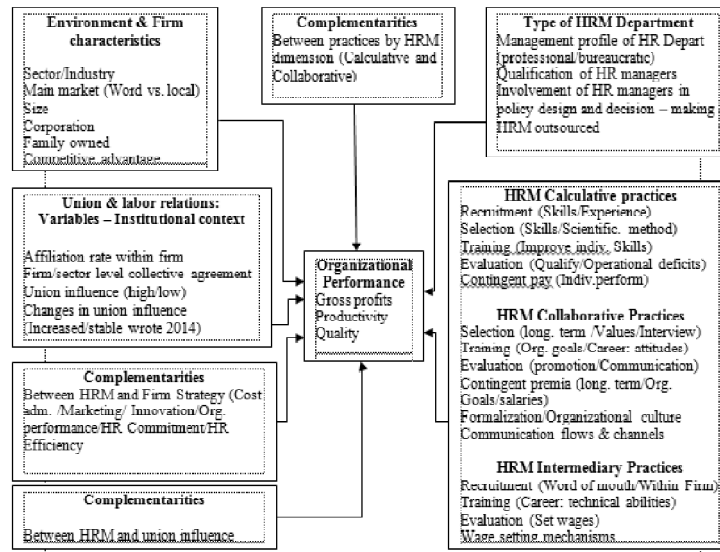 Environment & Firm
characteristics
Sector/Industry
Main market (Word vs. local)
Size
Corporation
Family owned
Competitive advantage
Complementarities
Between practices by HRM
dimension (Calculative and
Collaborative)
Type of HRM Department
Management profile of HR Depart
(professional/bureaucratic)
Qualification of HR managers
Involvement of HR managers in
policy design and decision – making
HRM outsourced
Union & labor relations:
Variables – Institutional context
Affiliation rate within firm
Firm/sector level collective agreement
Union influence (high/low)
Changes in union influence
(Increased/stable wrote 2014)
Organizational
Performance
Gross profits
Productivity
Quality
HRM Calculative practices
Recruitment (Skills/Experience)
Selection (Skills/Scientific. method)
Training (Improve indiv. Skills)
Evaluation (Qualify/Operational deficits)
Contingent pay (Indiv.perform)
HRM Collaborative Practices
Selection (long. term /Values/Interview)
Training (Org. goals/Career: attitudes)
Evaluation (promotion/Communication)
Contingent premia (long. term/Org.
Goals/salaries)
Formalization/Organizational culture
Communication flows & channels
HRM Intermediary Practices
Recruitment (Word of mouth/Within Firm)
Training (Career: technical abilities)
Evaluation (Set wages)
Wage setting mechanisms
Complementarities
Between HRM and Firm Strategy (Cost
adm. /Marketing/ Innovation/Org.
performance/HR Commitment/HR
Efficiency
Complementarities
Between HRM and union influence